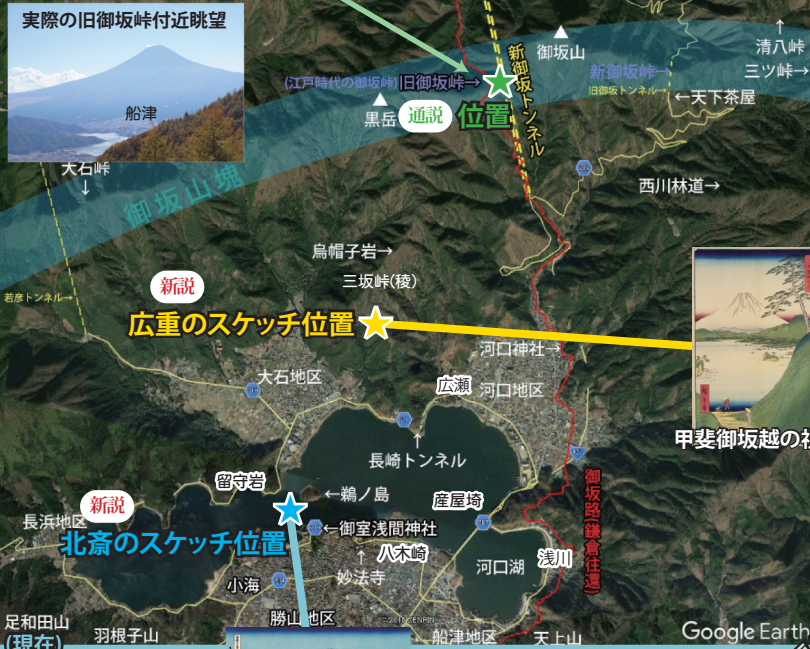 実際の旧御坂峠付近眺望
船津
新御坂トンネル
▲
御坂山
↑
清八峠
三ツ峠→
新御坂峠→
旧御坂トンネル→
←天下茶屋
(江戸時代の御坂峠)旧御坂峠→
▲
黒岳
通説 位置
大石峠
↓
御坂山塊
西川林道→
烏帽子岩→
三坂峠(稜)
若彦トンネル→
新説
広重のスケッチ位置
河口神社→
大石地区
広瀬
河口地区
甲斐御坂越の
↑
長崎トンネル
御坂路(鎌倉往還)
留守岩
←鵜ノ島
産屋埼
新説
長浜地区
北斎のスケッチ位置
←御室浅間神社
八木崎
↑
妙法寺
河口湖
浅川
小海
勝山地区
足和田山
(現在)
羽根子山
船津地区
天上山
Google Earth